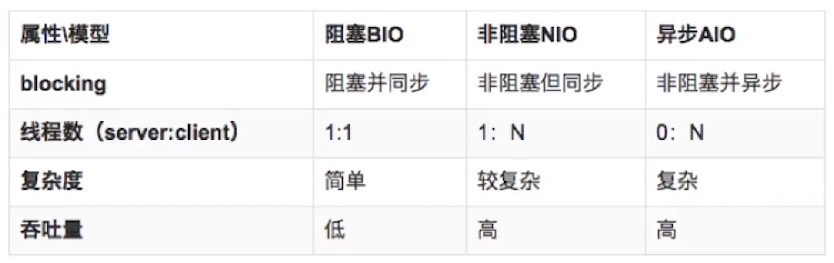 属性\模型 阻塞BIO 非阻塞NIO 异步AIO
blocking 阻塞并同步 非阻塞但同步 非阻塞并异步
线程数（server:client） 1:1 1：N 0：N
复杂度 简单 较复杂 复杂
吞吐量 低 高 高